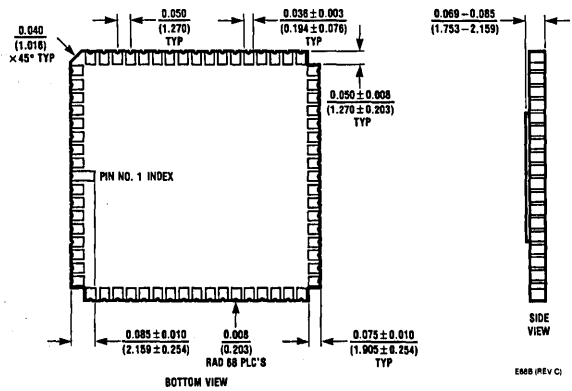 0.040
(1.016)
×45° TYP
0.050
(1.270)
TYP
0.036 ± 0.003
(0.194 ± 0.076)
TYP
0.069 – 0.085
(1.753 – 2.159)
0.050 ± 0.008
(1.270 ± 0.203)
TYP
PIN NO. 1 INDEX
0.085 ± 0.010
(2.159 ± 0.254)
0.008
(0.203)
RAD 68 PLC'S
0.075 ± 0.010
(1.905 ± 0.254)
TYP
BOTTOM VIEW
SIDE
VIEW
E68B (REV C)